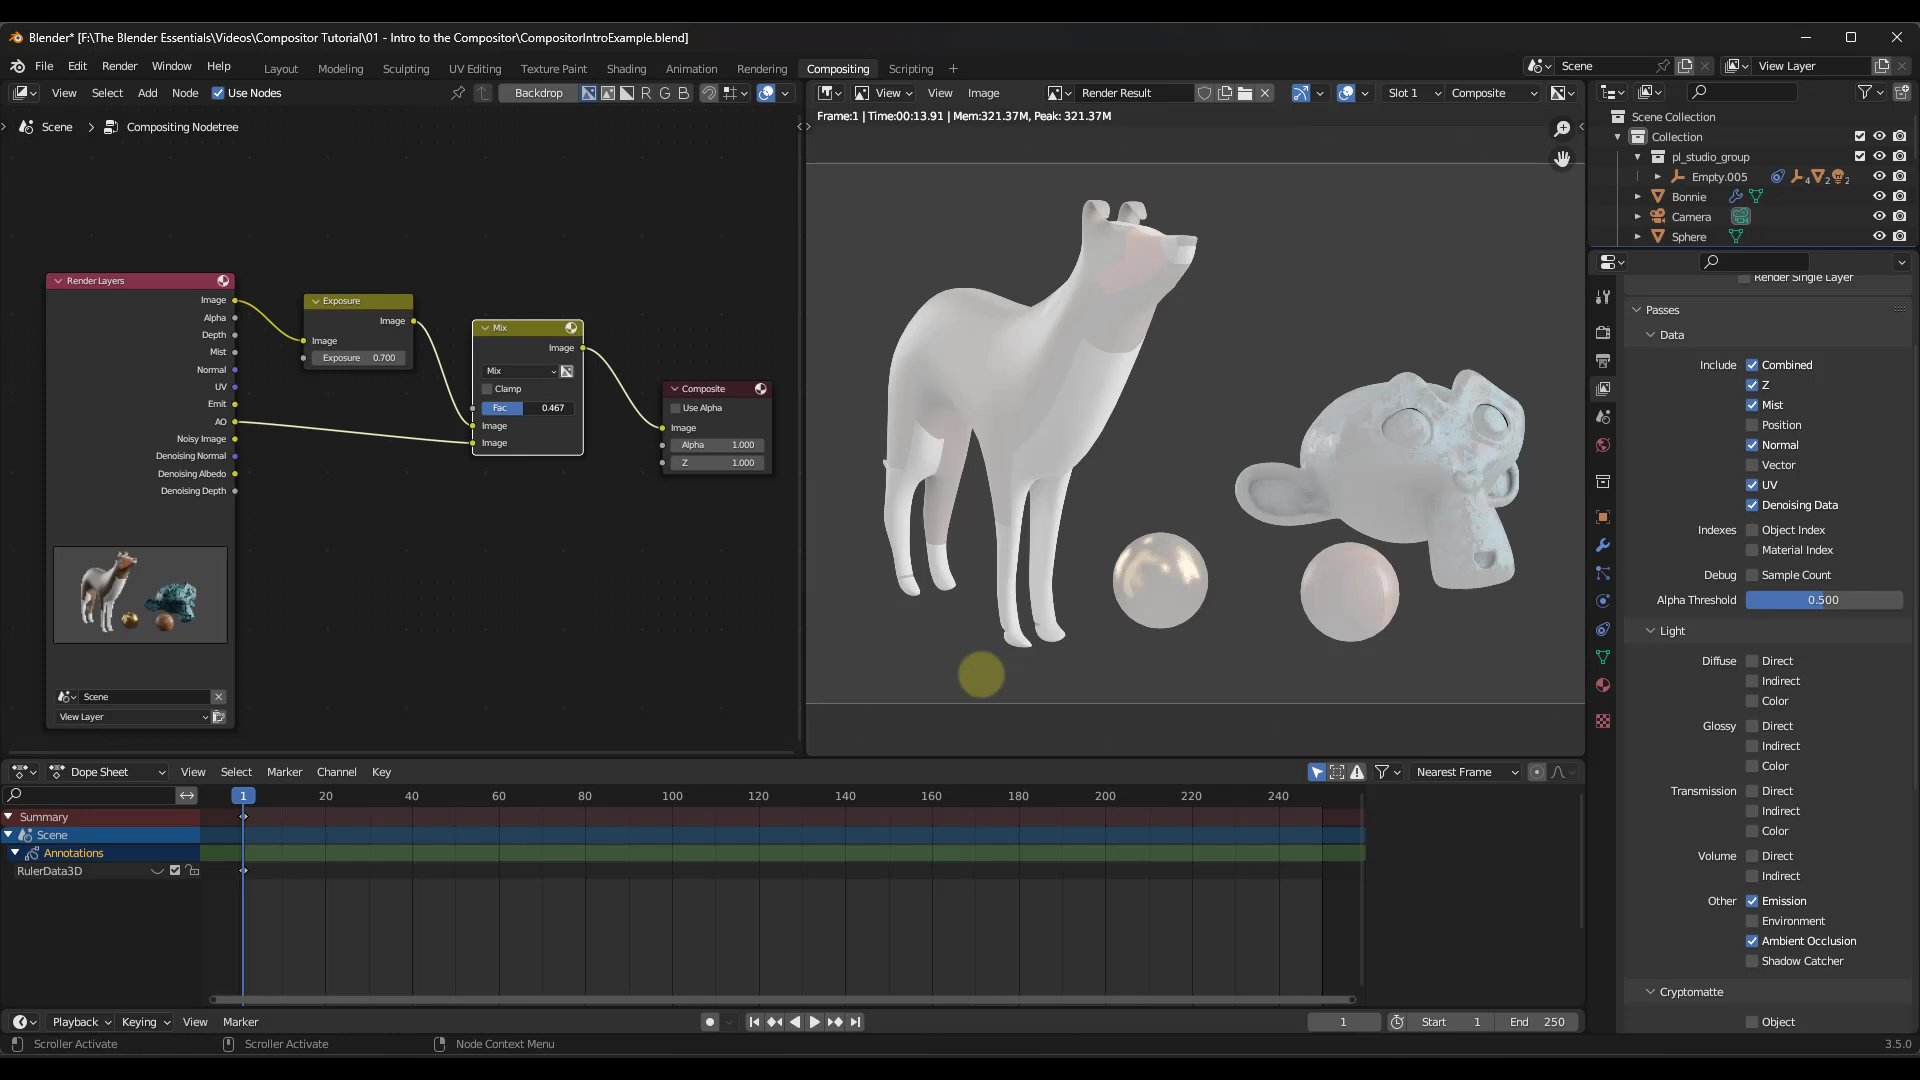 Blender* [F:\The Blender Essentials\Videos\Compositor Tutorial\01 - Intro to the Compositor\CompositorIntroExample.blend]
File Edit Render Window Help
Layout Modeling Sculpting UV Editing Texture Paint Shading Animation Rendering Compositing Scripting +
Scene
View Layer
View Select Add Node Use Nodes
Backdrop
R G B
View View Image
Render Result
Slot 1
Composite
Scene > Compositing Nodetree
Frame:1 | Time:00:13.91 | Mem:321.37M, Peak: 321.37M
Scene Collection
Collection
pl_studio_group
Empty.005
4 2 2
Bonnie
Camera
Sphere
Render Layers
Image
Alpha
Depth
Mist
Normal
UV
Emit
AO
Noisy Image
Denoising Normal
Denoising Albedo
Denoising Depth
Scene
View Layer
Exposure
Image
Image
Exposure 0.700
Mix
Image
Mix
Clamp
Fac 0.467
Image
Image
Composite
Use Alpha
Image
Alpha 1.000
Z 1.000
Render Single Layer
Passes
Data
Include Combined
Z
Mist
Position
Normal
Vector
UV
Denoising Data
Indexes Object Index
Material Index
Debug Sample Count
Alpha Threshold 0.500
Light
Diffuse Direct
Indirect
Color
Glossy Direct
Indirect
Color
Transmission Direct
Indirect
Color
Volume Direct
Indirect
Other Emission
Environment
Ambient Occlusion
Shadow Catcher
Cryptomatte
Object
Dope Sheet View Select Marker Channel Key
Nearest Frame
1 20 40 60 80 100 120 140 160 180 200 220 240
Summary
Scene
Annotations
RulerData3D
Playback Keying View Marker
1
Start 1
End 250
Scroller Activate
Scroller Activate
Node Context Menu
3.5.0